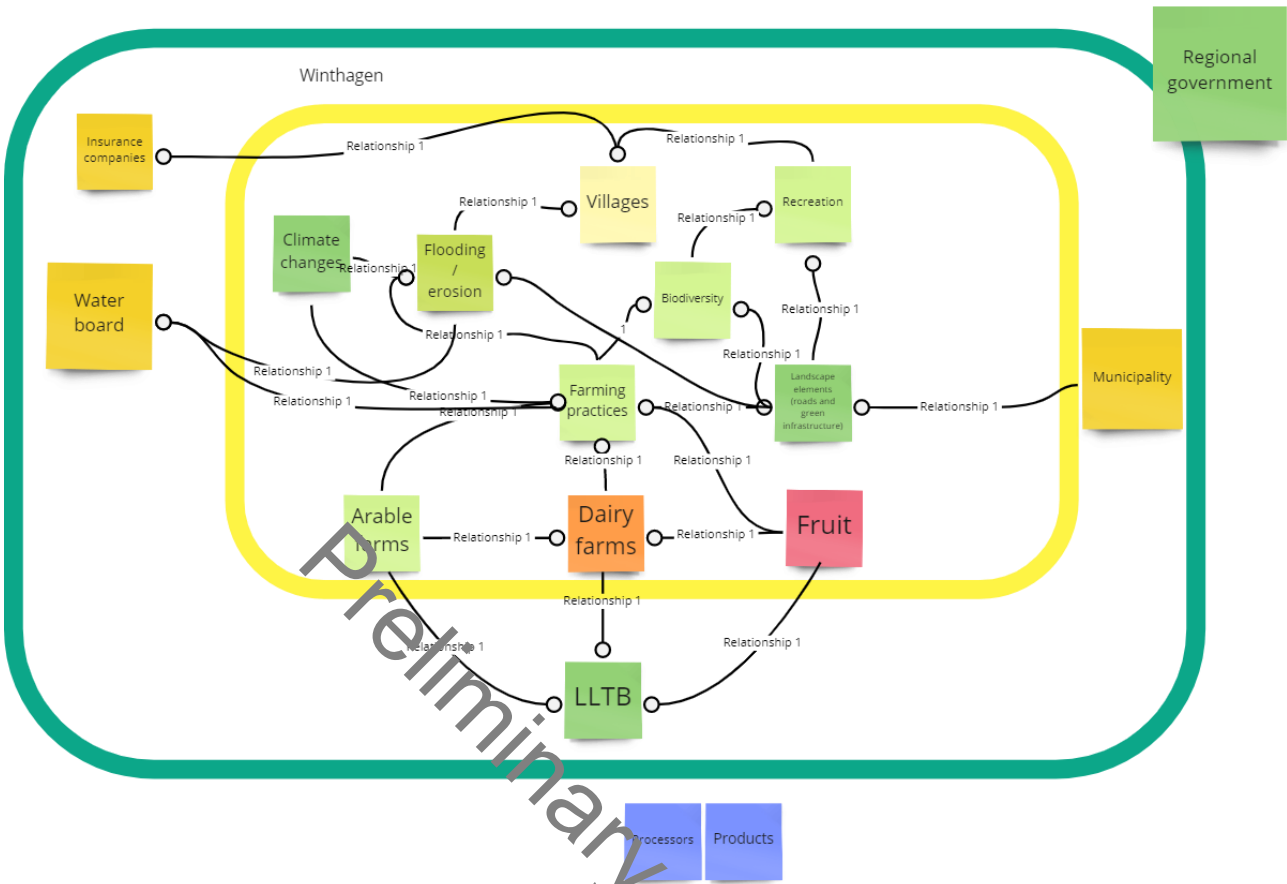 Regional
government
Winthagen
Insurance
companies
Relationship 1
Relationship 1
Villages
Recreation
Relationship 1
Relationship 1
Climate
changes
Relationship 1
Flooding
/
erosion
Biodiversity
Water
board
Relationship 1
Relationship 1
1
Relationship 1
Relationship 1
Farming
practices
Landscape
elements
(roads and
green
infrastructure)
Municipality
Relationship 1
Relationship 1
Relationship 1
Relationship 1
Relationship 1
Relationship 1
Relationship 1
Arable
farms
Relationship 1
Dairy
farms
Relationship 1
Fruit
Relationship 1
Relationship 1
Relationship 1
LLTB
Preliminary
Processors
Products